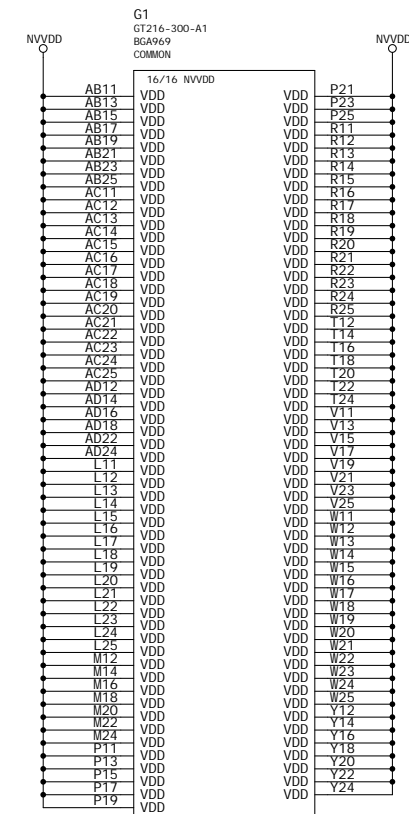 G1
GT216-300-A1
BGA969
COMMON
NVVDD NVVDD
16/16 NVVDD
AB11 VDD VDD P21
AB13 VDD VDD P23
AB15 VDD VDD P25
AB17 VDD VDD R11
AB19 VDD VDD R12
AB21 VDD VDD R13
AB23 VDD VDD R14
AB25 VDD VDD R15
AC11 VDD VDD R16
AC12 VDD VDD R17
AC13 VDD VDD R18
AC14 VDD VDD R19
AC15 VDD VDD R20
AC16 VDD VDD R21
AC17 VDD VDD R22
AC18 VDD VDD R23
AC19 VDD VDD R24
AC20 VDD VDD R25
AC21 VDD VDD T12
AC22 VDD VDD T14
AC23 VDD VDD T16
AC24 VDD VDD T18
AC25 VDD VDD T20
AD12 VDD VDD T22
AD14 VDD VDD T24
AD16 VDD VDD V11
AD18 VDD VDD V13
AD22 VDD VDD V15
AD24 VDD VDD V17
L11 VDD VDD V19
L12 VDD VDD V21
L13 VDD VDD V23
L14 VDD VDD V25
L15 VDD VDD W11
L16 VDD VDD W12
L17 VDD VDD W13
L18 VDD VDD W14
L19 VDD VDD W15
L20 VDD VDD W16
L21 VDD VDD W17
L22 VDD VDD W18
L23 VDD VDD W19
L24 VDD VDD W20
L25 VDD VDD W21
M12 VDD VDD W22
M14 VDD VDD W23
M16 VDD VDD W24
M18 VDD VDD W25
M20 VDD VDD Y12
M22 VDD VDD Y14
M24 VDD VDD Y16
P11 VDD VDD Y18
P13 VDD VDD Y20
P15 VDD VDD Y22
P17 VDD VDD Y24
P19 VDD